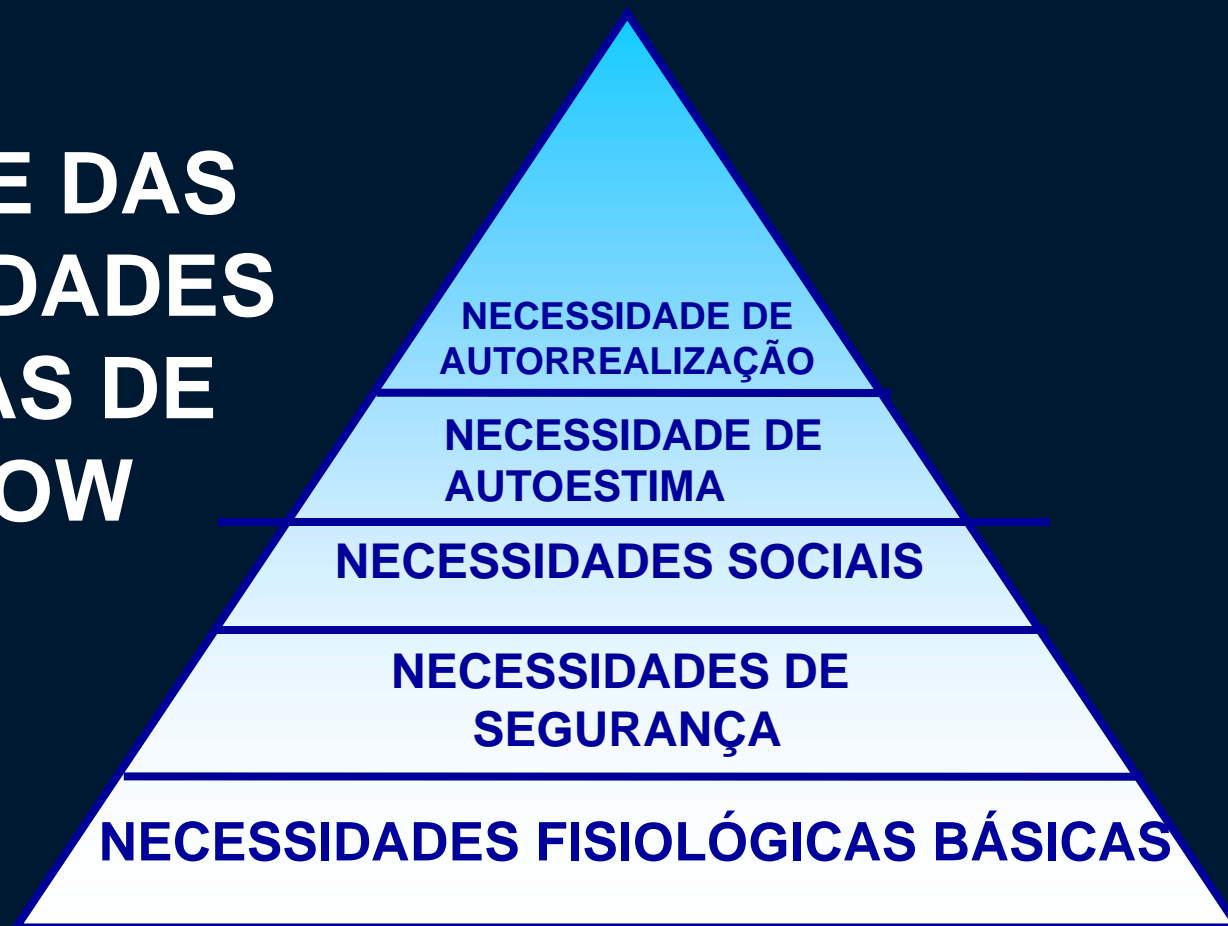 E DAS
DADES
AS DE
OW
NECESSIDADE DE
AUTORREALIZAÇÃO
NECESSIDADE DE
AUTOESTIMA
NECESSIDADES SOCIAIS
NECESSIDADES DE
SEGURANÇA
NECESSIDADES FISIOLÓGICAS BÁSICAS